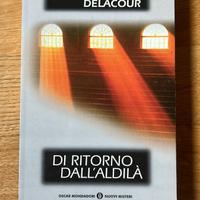 DELACOUR
DI RITORNO
DALL'ALDILÀ
OSCAR MONDADORI NUOVI MISTERI